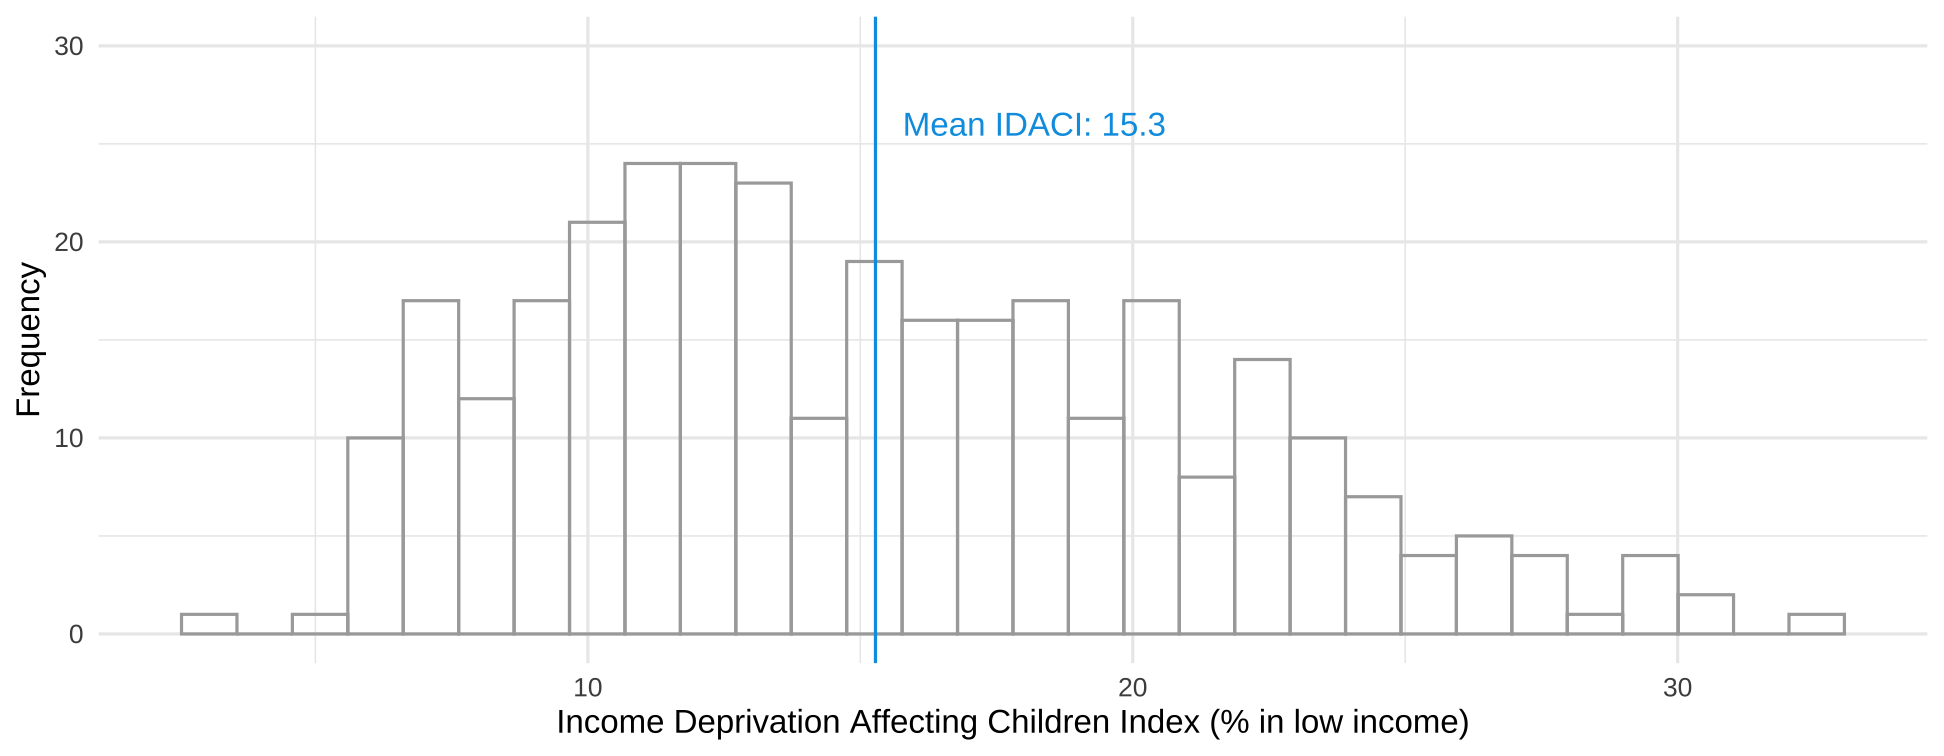 30
Mean IDACI: 15.3
20
Frequency
10
0
10 20 30
Income Deprivation Affecting Children Index (% in low income)